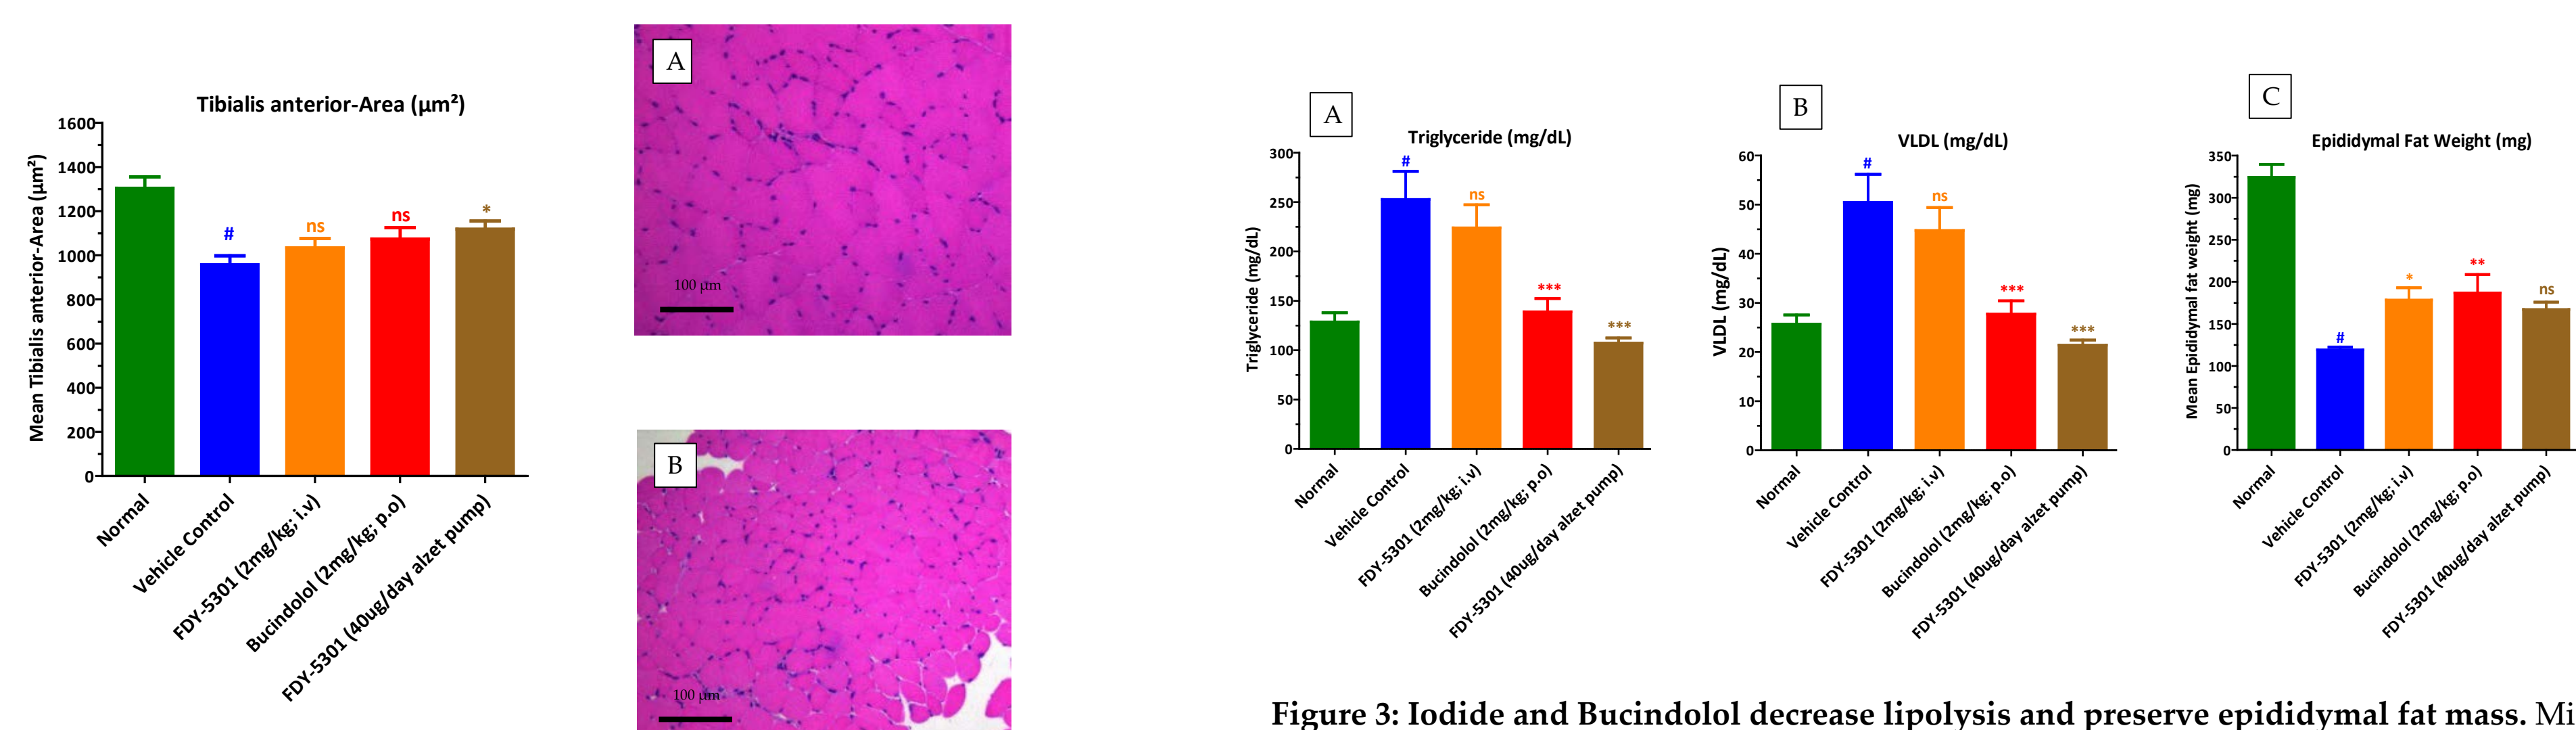 Tibialis anterior-Area (µm²)
Mean Tibialis anterior-Area (µm²)
1600
1400
1200
1000
800
600
400
200
0
#
ns
ns
*
Normal
Vehicle Control
FDY-5301 (2mg/kg; i.v)
Bucindolol (2mg/kg; p.o)
FDY-5301 (40ug/day alzet pump)
A
100 µm
B
100 µm
A
Triglyceride (mg/dL)
Triglyceride (mg/dL)
300
250
200
150
100
50
0
#
ns
***
***
Normal
Vehicle Control
FDY-5301 (2mg/kg; i.v)
Bucindolol (2mg/kg; p.o)
FDY-5301 (40ug/day alzet pump)
B
VLDL (mg/dL)
VLDL (mg/dL)
60
50
40
30
20
10
0
#
ns
***
***
Normal
Vehicle Control
FDY-5301 (2mg/kg; i.v)
Bucindolol (2mg/kg; p.o)
FDY-5301 (40ug/day alzet pump)
C
Epididymal Fat Weight (mg)
Mean Epidiymal fat weight (mg)
350
300
250
200
150
100
50
0
#
*
**
ns
Normal
Vehicle Control
FDY-5301 (2mg/kg; i.v)
Bucindolol (2mg/kg; p.o)
FDY-5301 (40ug/day alzet pump)
Figure 3: Iodide and Bucindolol decrease lipolysis and preserve epididymal fat mass. Mi